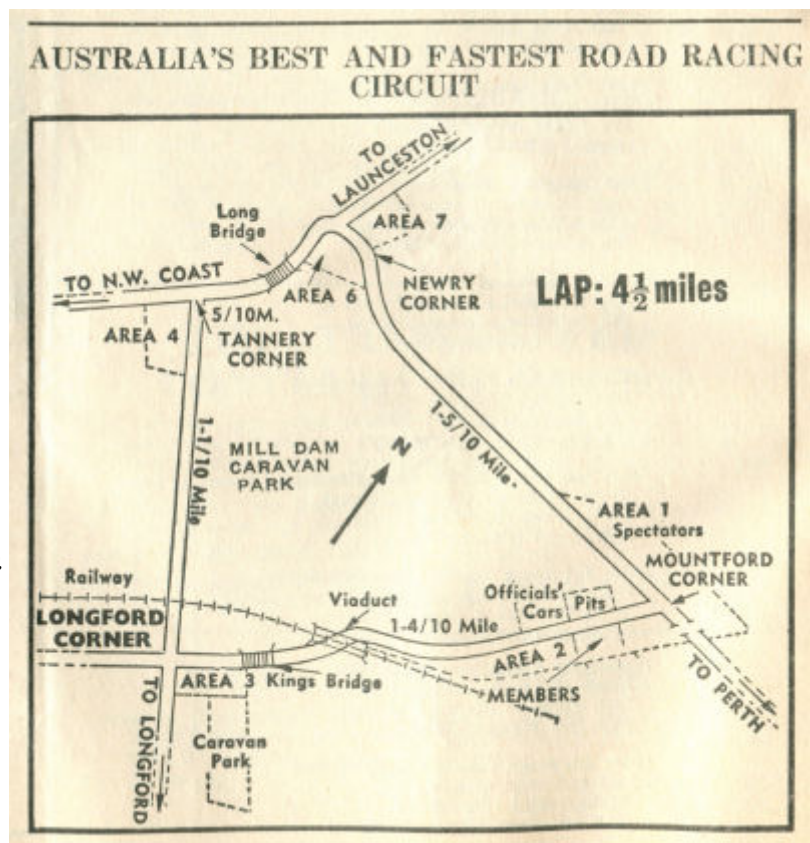 AUSTRALIA'S BEST AND FASTEST ROAD RACING
CIRCUIT
TO
LAUNCESTON
Long
Bridge
AREA 7
TO N.W. COAST
AREA 6
NEWRY
CORNER
LAP: 4½ miles
5/10M.
AREA 4
TANNERY
CORNER
1-1/10 Mile
MILL DAM
CARAVAN
PARK
N
1-5/10 Mile
AREA 1
Spectators
MOUNTFORD
CORNER
Railway
Viaduct
Officials'
Cars
Pits
LONGFORD
CORNER
1-4/10 Mile
AREA 2
AREA 3
Kings Bridge
MEMBERS
TO PERTH
TO LONGFORD
Caravan
Park